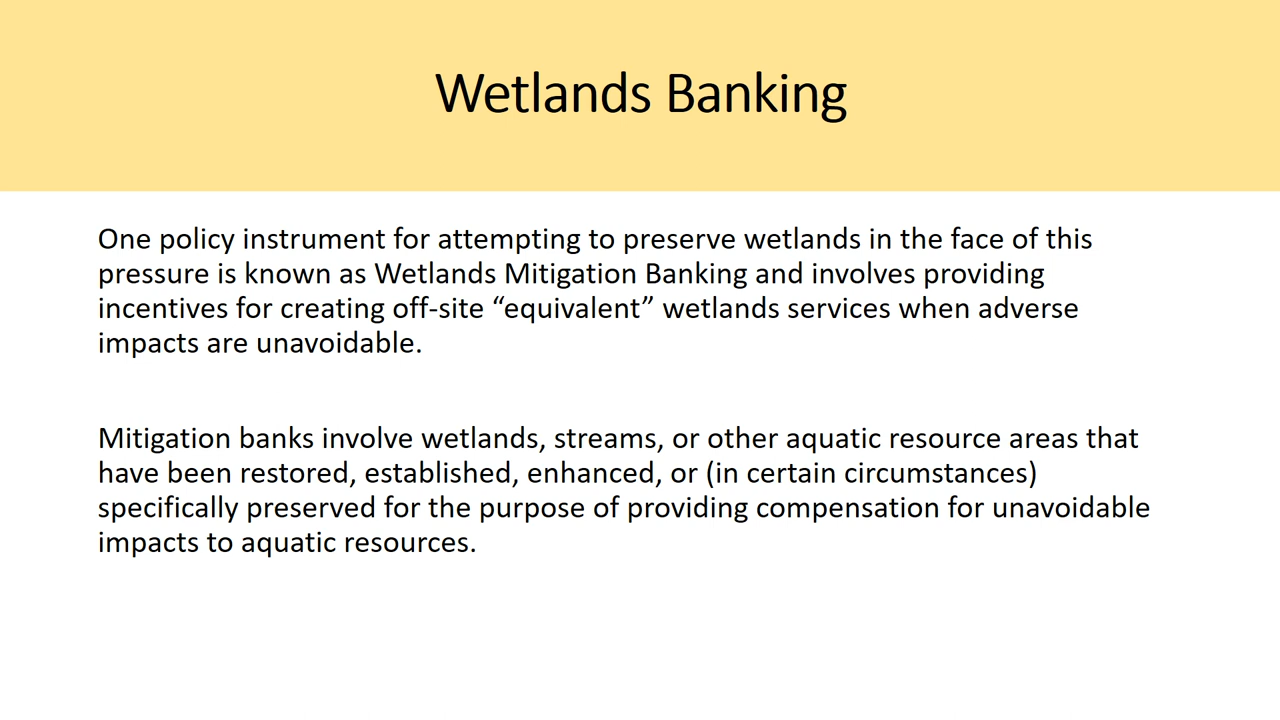 Wetlands Banking
One policy instrument for attempting to preserve wetlands in the face of this
pressure is known as Wetlands Mitigation Banking and involves providing
incentives for creating off-site “equivalent” wetlands services when adverse
impacts are unavoidable.
Mitigation banks involve wetlands, streams, or other aquatic resource areas that
have been restored, established, enhanced, or (in certain circumstances)
specifically preserved for the purpose of providing compensation for unavoidable
impacts to aquatic resources.